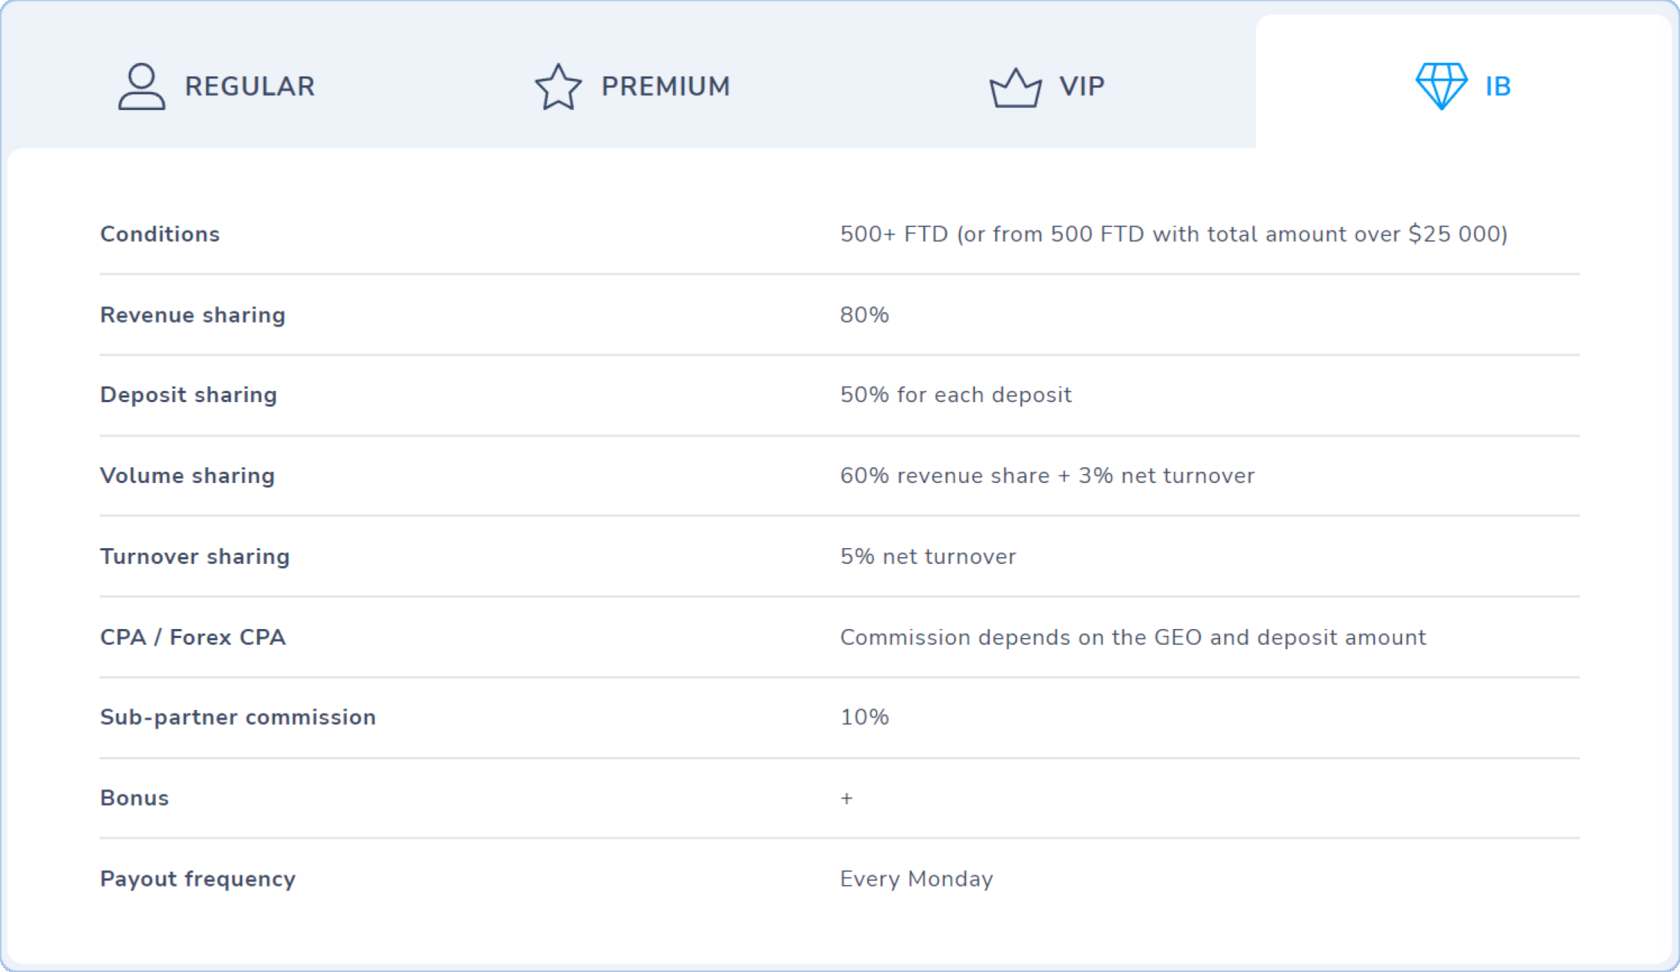 REGULAR PREMIUM VIP IB
Conditions 500+ FTD (or from 500 FTD with total amount over $25 000)
Revenue sharing 80%
Deposit sharing 50% for each deposit
Volume sharing 60% revenue share + 3% net turnover
Turnover sharing 5% net turnover
CPA / Forex CPA Commission depends on the GEO and deposit amount
Sub-partner commission 10%
Bonus +
Payout frequency Every Monday